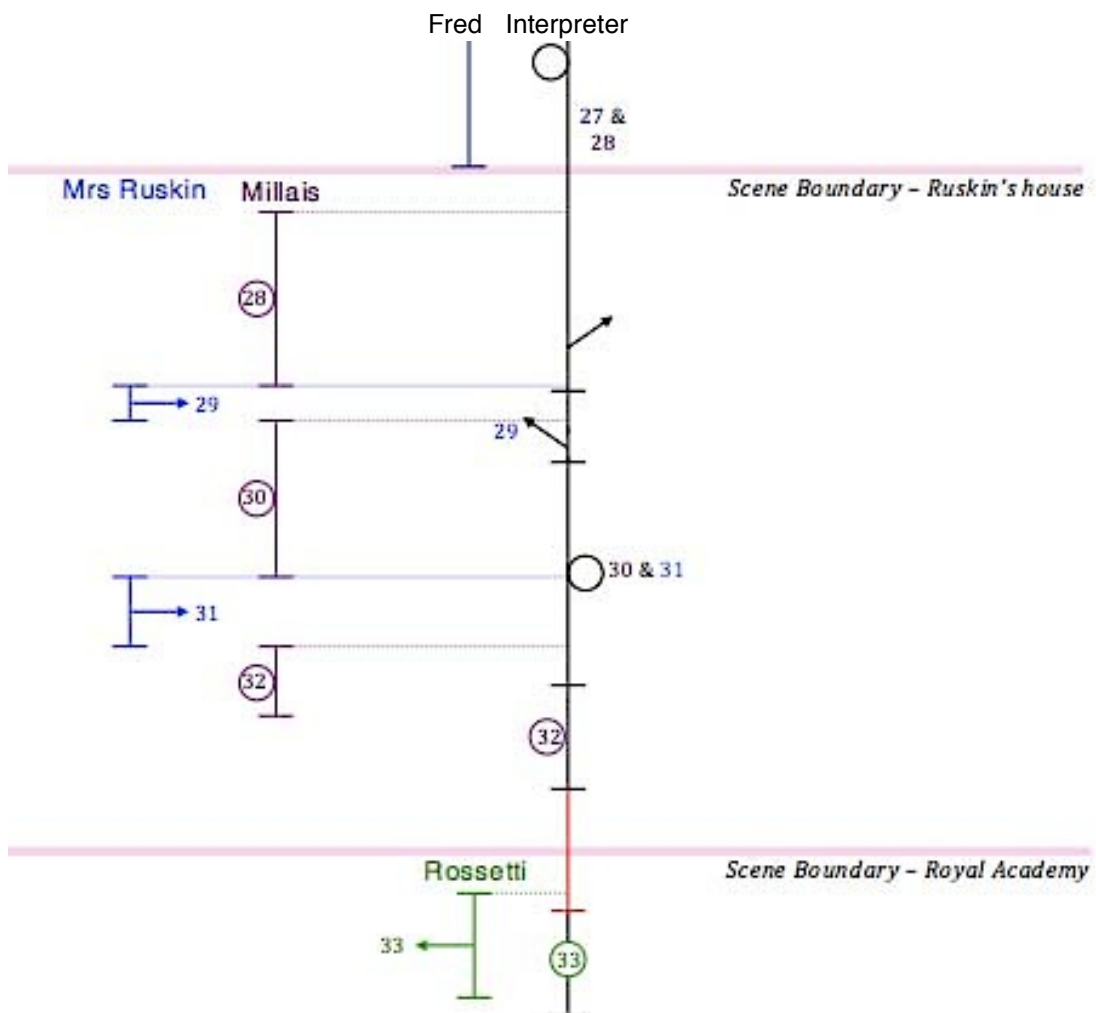 Fred Interpreter
27 &
28
Mrs Ruskin Millais Scene Boundary – Ruskin's house
28
29
29
30
30 & 31
31
32
32
Rossetti Scene Boundary – Royal Academy
33
33